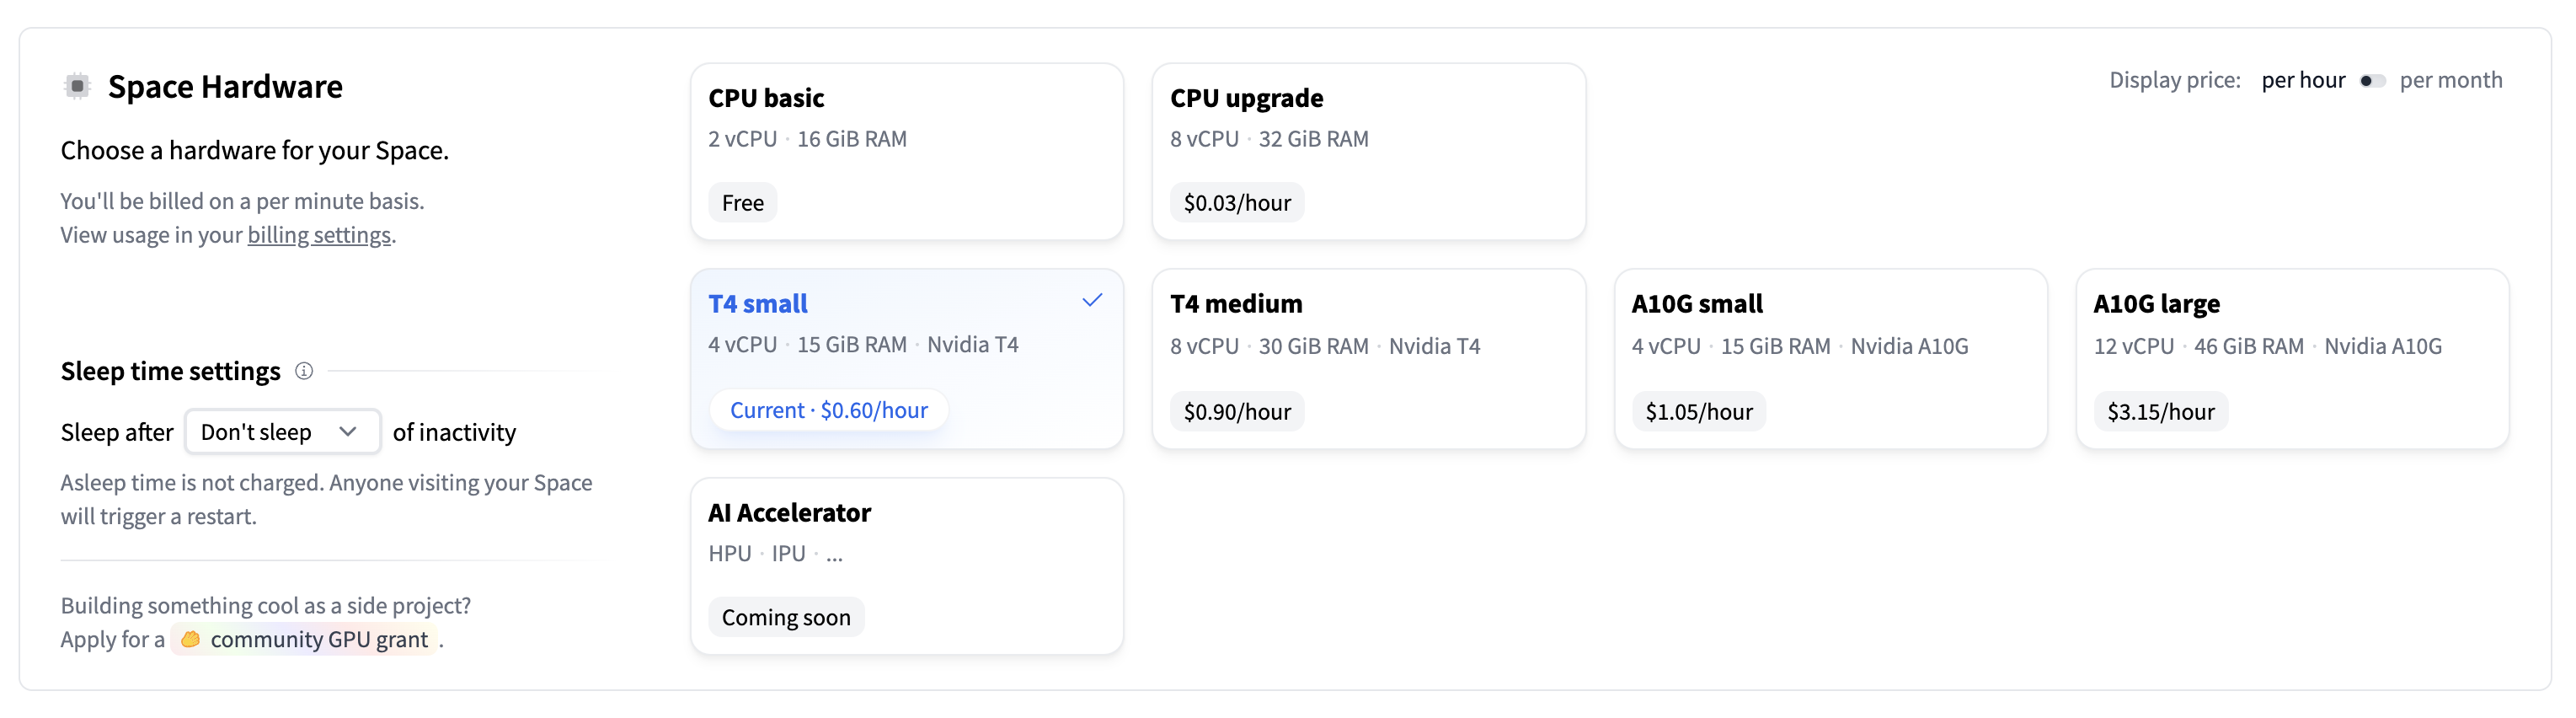 Space Hardware
Choose a hardware for your Space.
You'll be billed on a per minute basis.
View usage in your billing settings.
Sleep time settings
Sleep after Don't sleep of inactivity
Asleep time is not charged. Anyone visiting your Space
will trigger a restart.
Building something cool as a side project?
Apply for a community GPU grant.
Display price: per hour per month
CPU basic
2 vCPU · 16 GiB RAM
Free
CPU upgrade
8 vCPU · 32 GiB RAM
$0.03/hour
T4 small
4 vCPU · 15 GiB RAM · Nvidia T4
Current · $0.60/hour
T4 medium
8 vCPU · 30 GiB RAM · Nvidia T4
$0.90/hour
A10G small
4 vCPU · 15 GiB RAM · Nvidia A10G
$1.05/hour
A10G large
12 vCPU · 46 GiB RAM · Nvidia A10G
$3.15/hour
AI Accelerator
HPU · IPU · ...
Coming soon